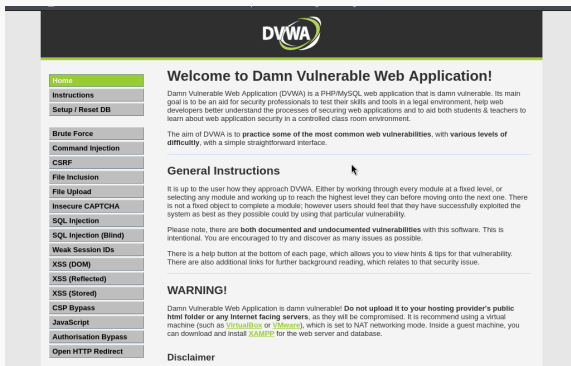 DVWA
Home
Instructions
Setup / Reset DB
Brute Force
Command Injection
CSRF
File Inclusion
File Upload
Insecure CAPTCHA
SQL Injection
SQL Injection (Blind)
Weak Session IDs
XSS (DOM)
XSS (Reflected)
XSS (Stored)
CSP Bypass
JavaScript
Authorisation Bypass
Open HTTP Redirect
Welcome to Damn Vulnerable Web Application!
Damn Vulnerable Web Application (DVWA) is a PHP/MySQL web application that is damn vulnerable. Its main
goal is to be an aid for security professionals to test their skills and tools in a legal environment, help web
developers better understand the processes of securing web applications and to aid both students & teachers to
learn about web application security in a controlled class room environment.
The aim of DVWA is to practice some of the most common web vulnerabilities, with various levels of
difficultly, with a simple straightforward interface.
General Instructions
It is up to the user how they approach DVWA. Either by working through every module at a fixed level, or
selecting any module and working up to reach the highest level they can before moving onto the next one. There
is not a fixed object to complete a module; however users should feel that they have successfully exploited the
system as best as they possible could by using that particular vulnerability.
Please note, there are both documented and undocumented vulnerabilities with this software. This is
intentional. You are encouraged to try and discover as many issues as possible.
There is a help button at the bottom of each page, which allows you to view hints & tips for that vulnerability.
There are also additional links for further background reading, which relates to that security issue.
WARNING!
Damn Vulnerable Web Application is damn vulnerable! Do not upload it to your hosting provider's public
html folder or any Internet facing servers, as they will be compromised. It is recommend using a virtual
machine (such as VirtualBox or VMware), which is set to NAT networking mode. Inside a guest machine, you
can download and install XAMPP for the web server and database.
Disclaimer